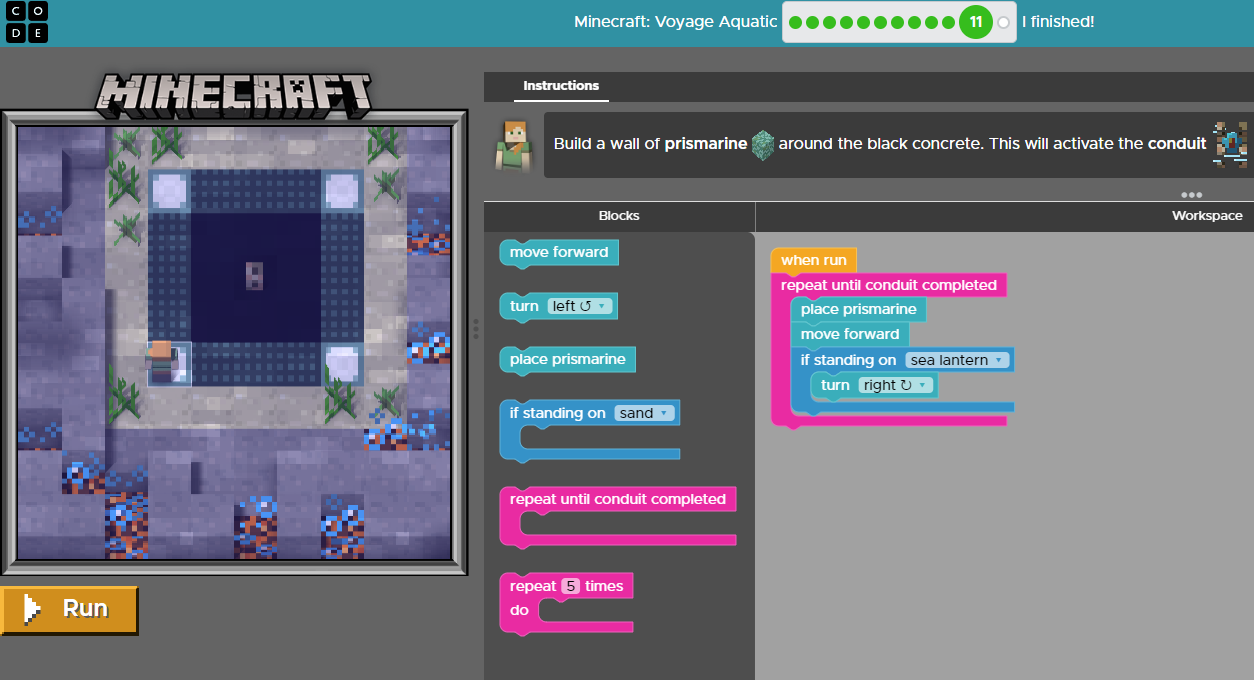 C O
D E
Minecraft: Voyage Aquatic 11 I finished!
MINECRAFT
Instructions
Build a wall of prismarine around the black concrete. This will activate the conduit
Blocks
Workspace
move forward
turn left ↺
place prismarine
if standing on sand
repeat until conduit completed
repeat 5 times
do
when run
repeat until conduit completed
place prismarine
move forward
if standing on sea lantern
turn right ↻
Run